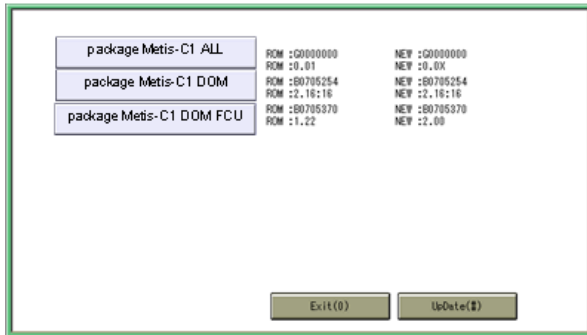 package Metis-C1 ALL
ROM :G0000000 NEW :G0000000
ROM :0.01 NEW :0.0X
package Metis-C1 DOM
ROM :B0705254 NEW :B0705254
ROM :2.16:16 NEW :2.16:16
package Metis-C1 DOM FCU
ROM :B0705370 NEW :B0705370
ROM :1.22 NEW :2.00
Exit(0) UpDate(#)